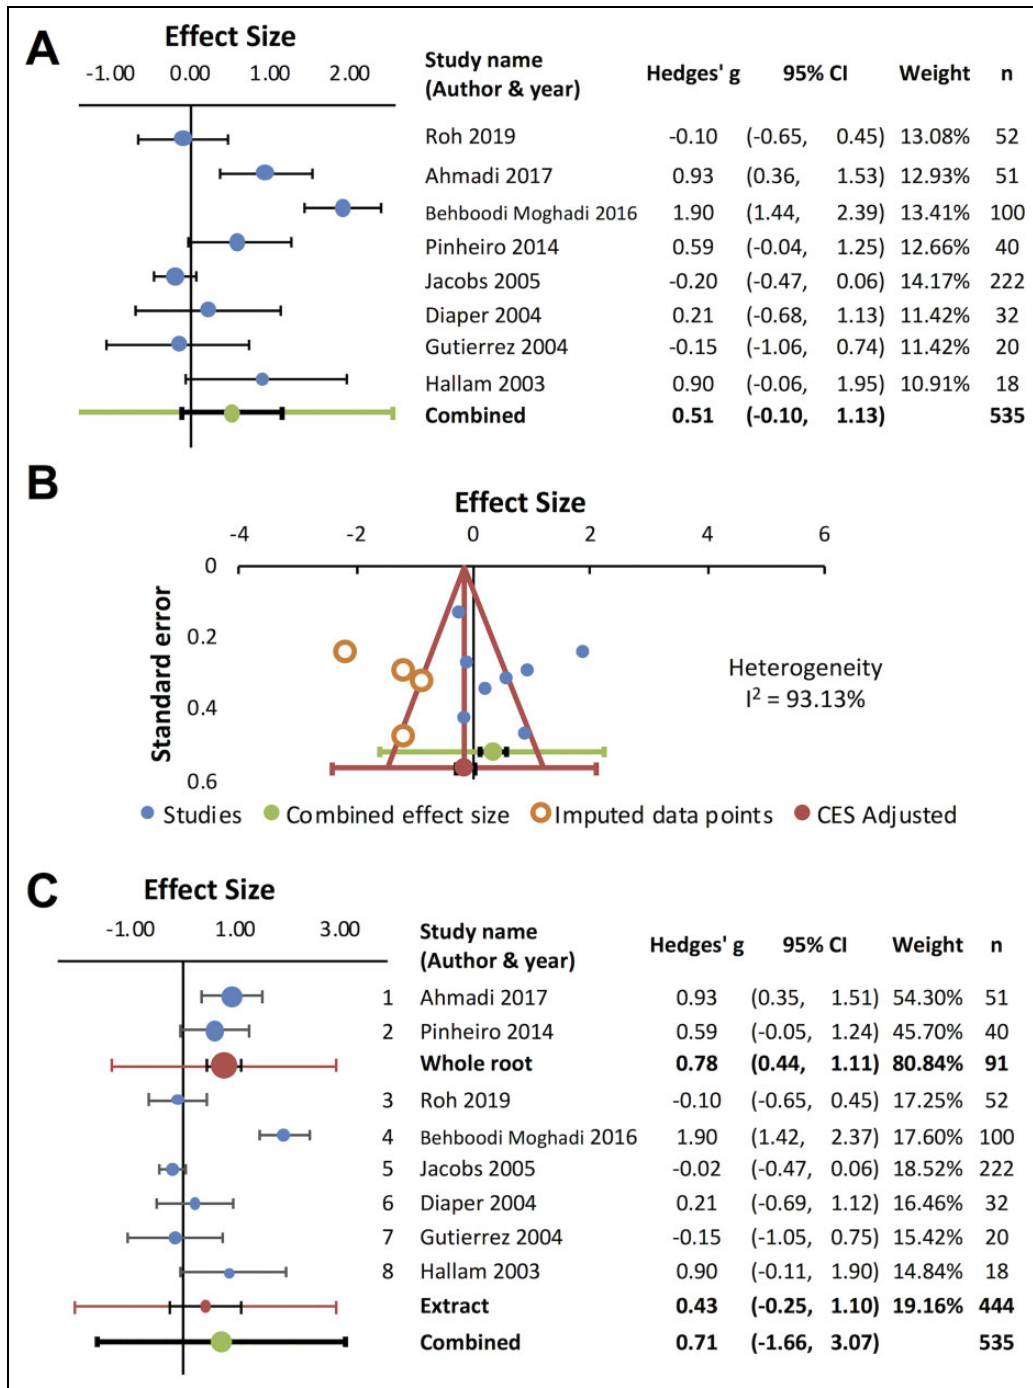 A
Effect Size
-1.00 0.00 1.00 2.00
Study name (Author & year) Hedges' g 95% CI Weight n
Roh 2019 -0.10 (-0.65, 0.45) 13.08% 52
Ahmadi 2017 0.93 (0.36, 1.53) 12.93% 51
Behboodi Moghadi 2016 1.90 (1.44, 2.39) 13.41% 100
Pinheiro 2014 0.59 (-0.04, 1.25) 12.66% 40
Jacobs 2005 -0.20 (-0.47, 0.06) 14.17% 222
Diaper 2004 0.21 (-0.68, 1.13) 11.42% 32
Gutierrez 2004 -0.15 (-1.06, 0.74) 11.42% 20
Hallam 2003 0.90 (-0.06, 1.95) 10.91% 18
Combined 0.51 (-0.10, 1.13) 535
B
Effect Size
-4 -2 0 2 4 6
Standard error
0
0.2
0.4
0.6
Heterogeneity
I² = 93.13%
Studies Combined effect size Imputed data points CES Adjusted
C
Effect Size
-1.00 1.00 3.00
Study name (Author & year) Hedges' g 95% CI Weight n
1 Ahmadi 2017 0.93 (0.35, 1.51) 54.30% 51
2 Pinheiro 2014 0.59 (-0.05, 1.24) 45.70% 40
Whole root 0.78 (0.44, 1.11) 80.84% 91
3 Roh 2019 -0.10 (-0.65, 0.45) 17.25% 52
4 Behboodi Moghadi 2016 1.90 (1.42, 2.37) 17.60% 100
5 Jacobs 2005 -0.02 (-0.47, 0.06) 18.52% 222
6 Diaper 2004 0.21 (-0.69, 1.12) 16.46% 32
7 Gutierrez 2004 -0.15 (-1.05, 0.75) 15.42% 20
8 Hallam 2003 0.90 (-0.11, 1.90) 14.84% 18
Extract 0.43 (-0.25, 1.10) 19.16% 444
Combined 0.71 (-1.66, 3.07) 535